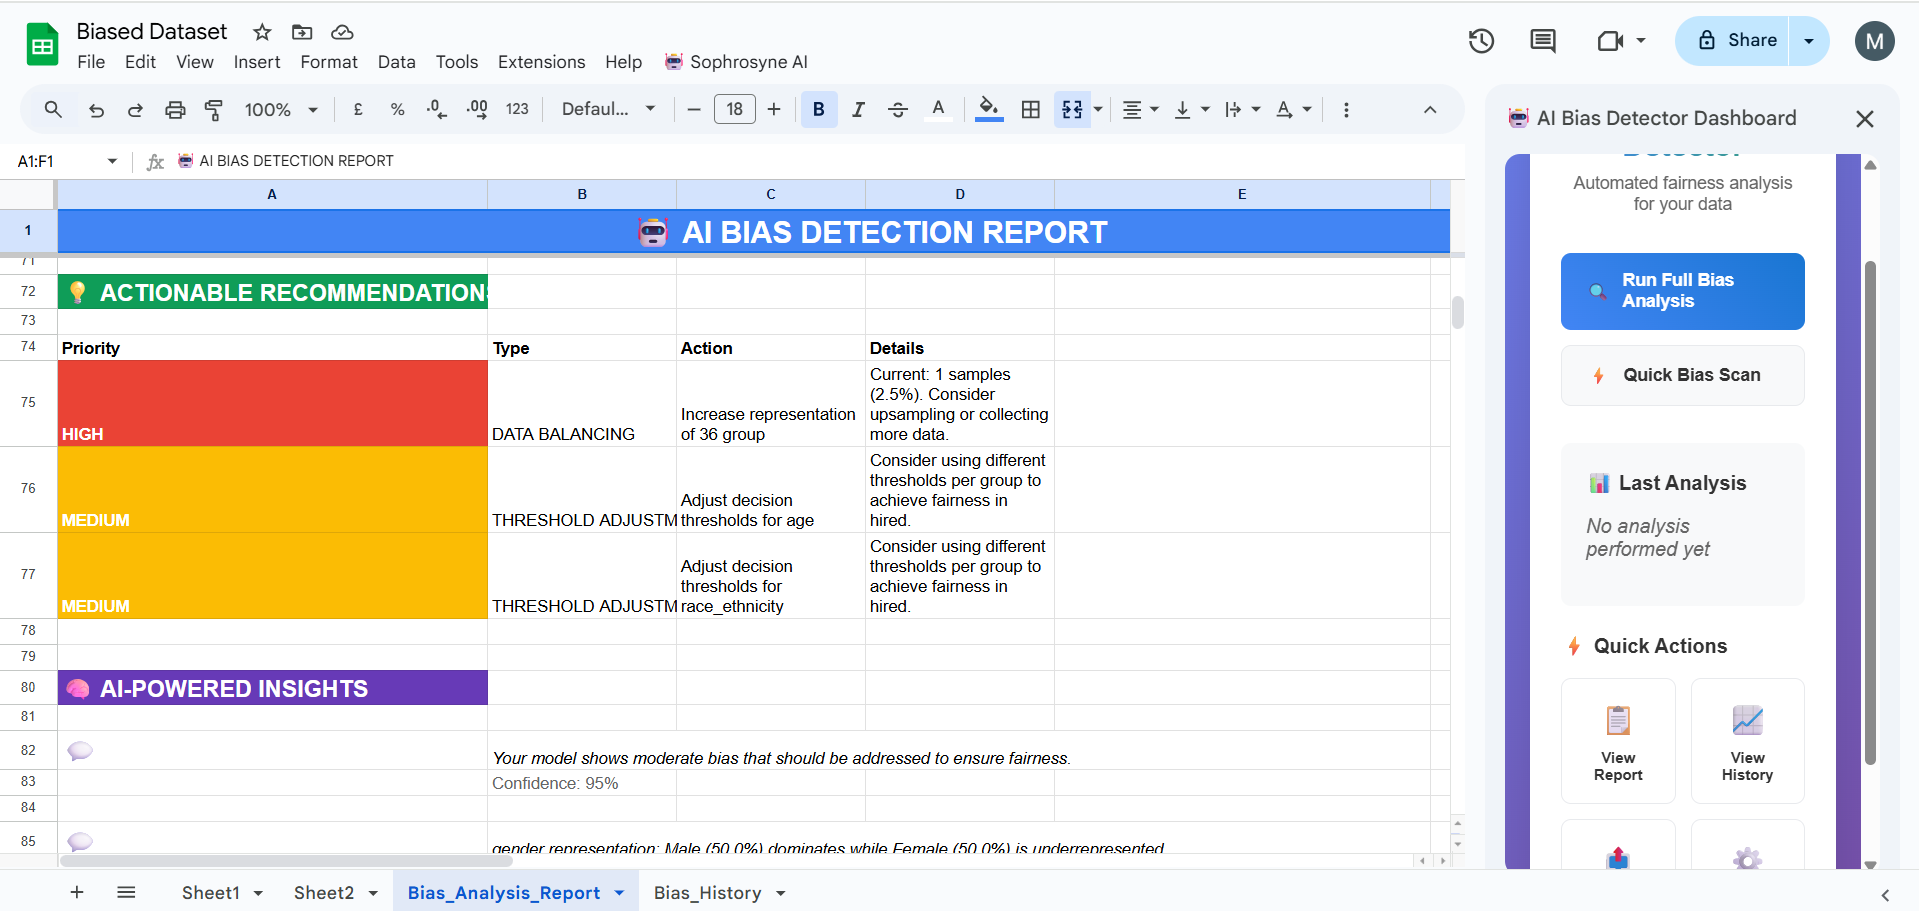 Biased Dataset
File Edit View Insert Format Data Tools Extensions Help Sophrosyne AI
Share
M
100% £ % .0 .00 123 Defaul... 18 B I A A
A1:F1
fx AI BIAS DETECTION REPORT
A B C D E
1 AI BIAS DETECTION REPORT
71
72 ACTIONABLE RECOMMENDATIONS
73
74 Priority Type Action Details
75 HIGH
DATA BALANCING
Increase representation
of 36 group
Current: 1 samples
(2.5%). Consider
upsampling or collecting
more data.
76 MEDIUM
THRESHOLD ADJUSTM
Adjust decision
thresholds for age
Consider using different
thresholds per group to
achieve fairness in
hired.
77 MEDIUM
THRESHOLD ADJUSTM
Adjust decision
thresholds for
race_ethnicity
Consider using different
thresholds per group to
achieve fairness in
hired.
78
79
80 AI-POWERED INSIGHTS
81
82 Your model shows moderate bias that should be addressed to ensure fairness.
83 Confidence: 95%
84
85 gender representation: Male (50.0%) dominates while Female (50.0%) is underrepresented
Sheet1 Sheet2 Bias_Analysis_Report Bias_History
AI Bias Detector Dashboard
Detector
Automated fairness analysis
for your data
Run Full Bias
Analysis
Quick Bias Scan
Last Analysis
No analysis
performed yet
Quick Actions
View
Report
View
History